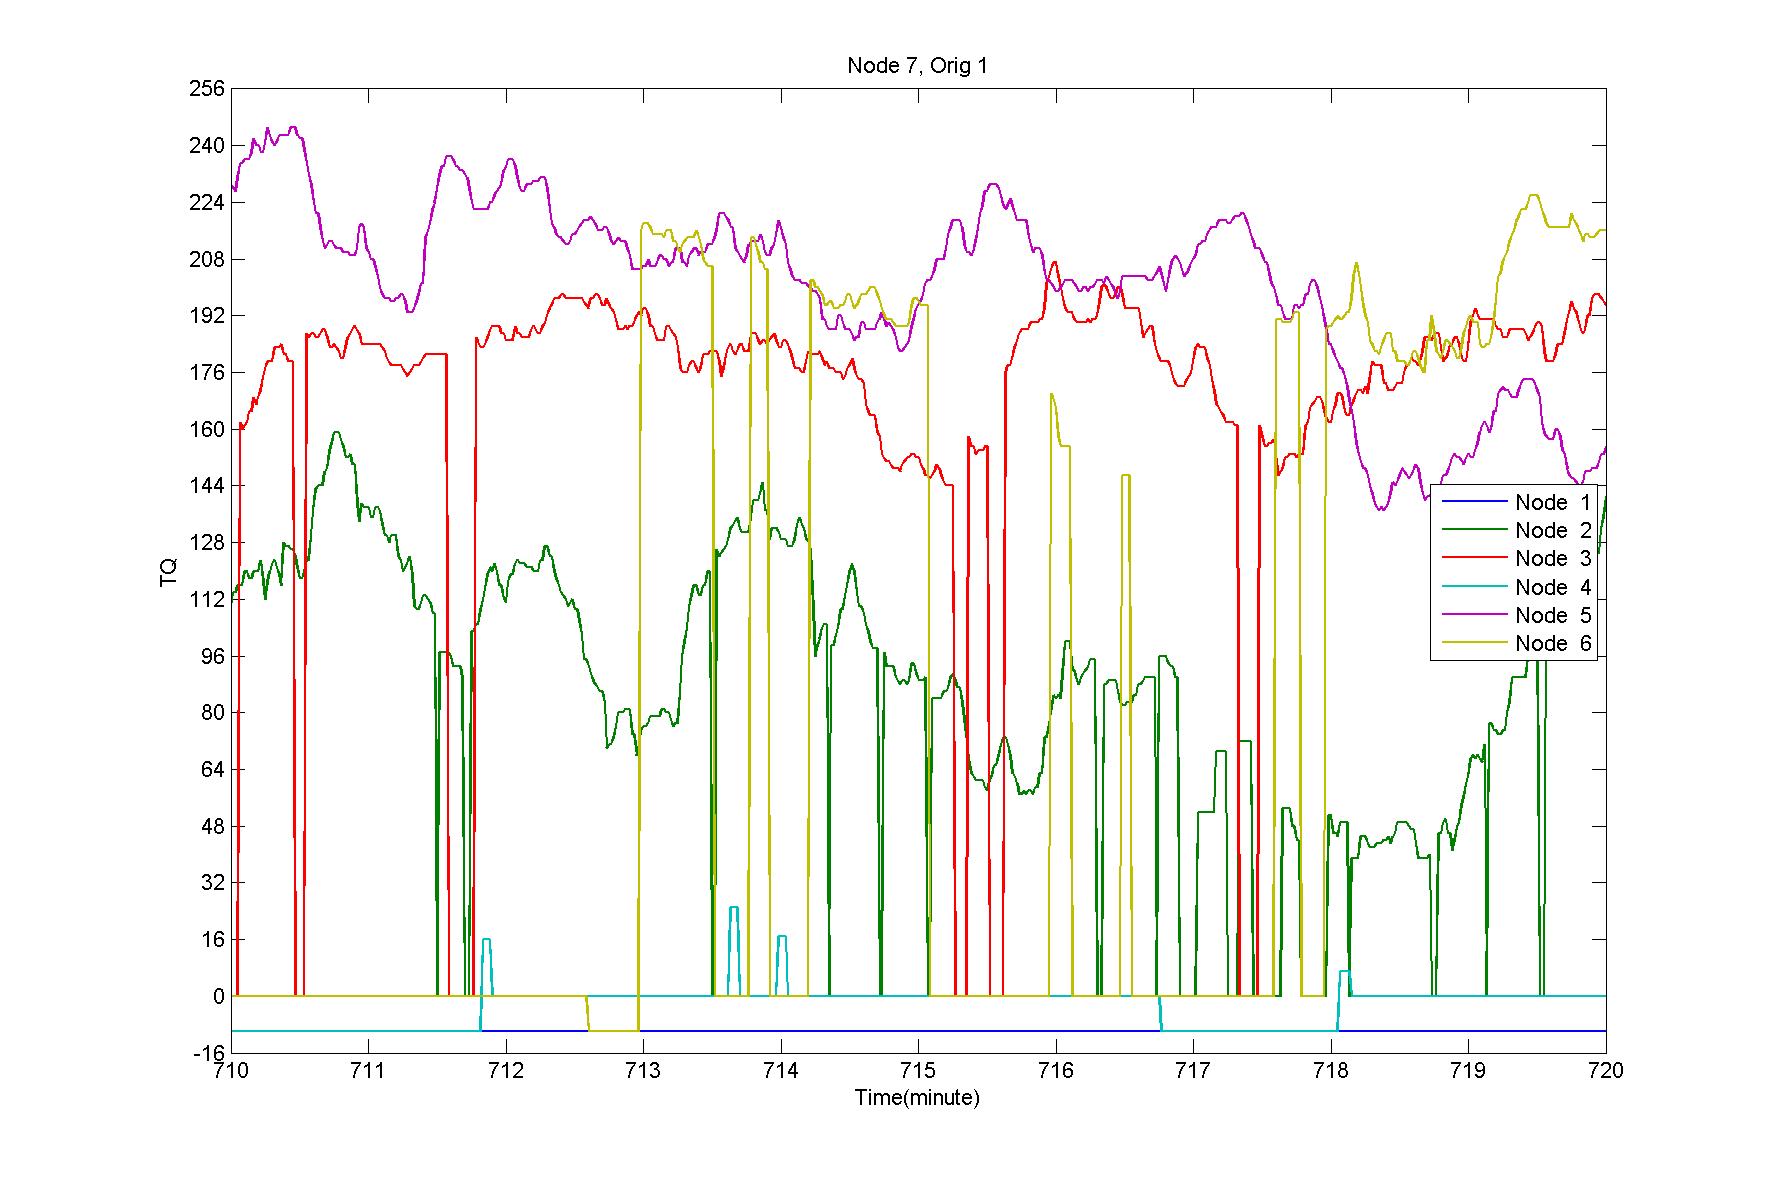 Node 7, Orig 1
256
240
224
208
192
176
160
144
128
112
96
80
64
48
32
16
0
-16
TQ
Node 1
Node 2
Node 3
Node 4
Node 5
Node 6
710 711 712 713 714 715 716 717 718 719 720
Time(minute)